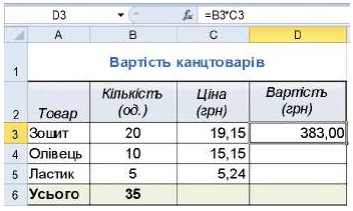 D3 fx =B3*C3
A B C D
1 Вартість канцтоварів
2 Товар Кількість (од.) Ціна (грн) Вартість (грн)
3 Зошит 20 19,15 383,00
4 Олівець 10 15,15
5 Ластик 5 5,24
6 Усього 35